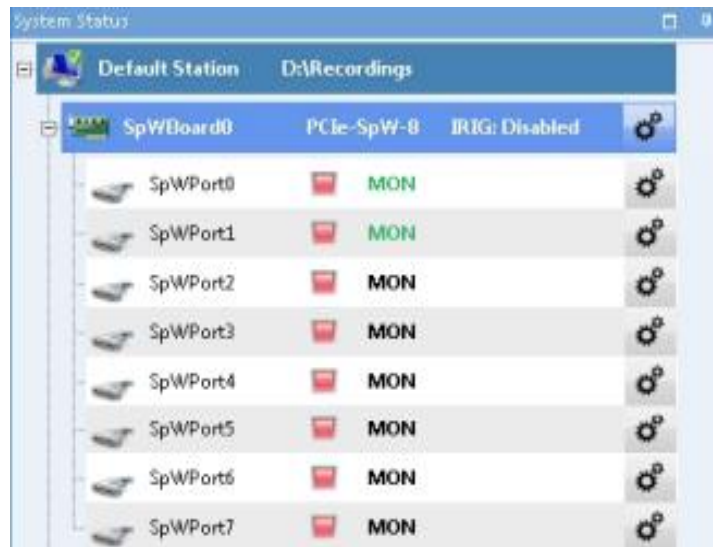 System Status
Default Station D:\Recordings
SpWBoard0 PCIe-SpW-8 IRIG: Disabled
SpWPort0 MON
SpWPort1 MON
SpWPort2 MON
SpWPort3 MON
SpWPort4 MON
SpWPort5 MON
SpWPort6 MON
SpWPort7 MON